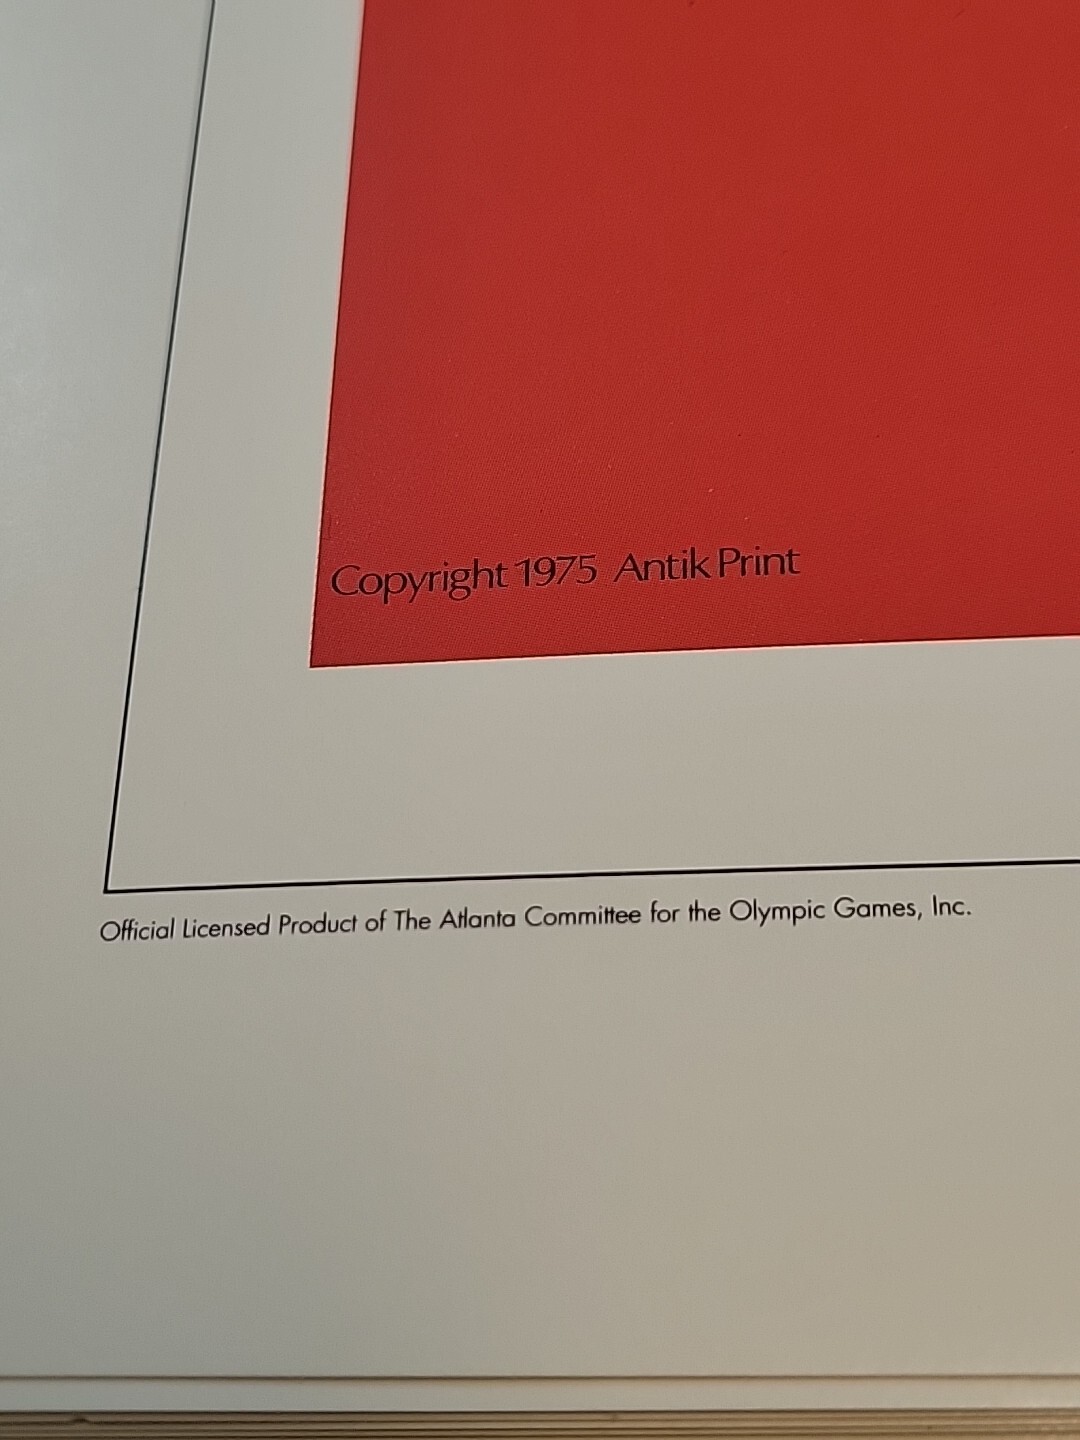 Copyright 1975 Antik Print
Official Licensed Product of The Atlanta Committee for the Olympic Games, Inc.